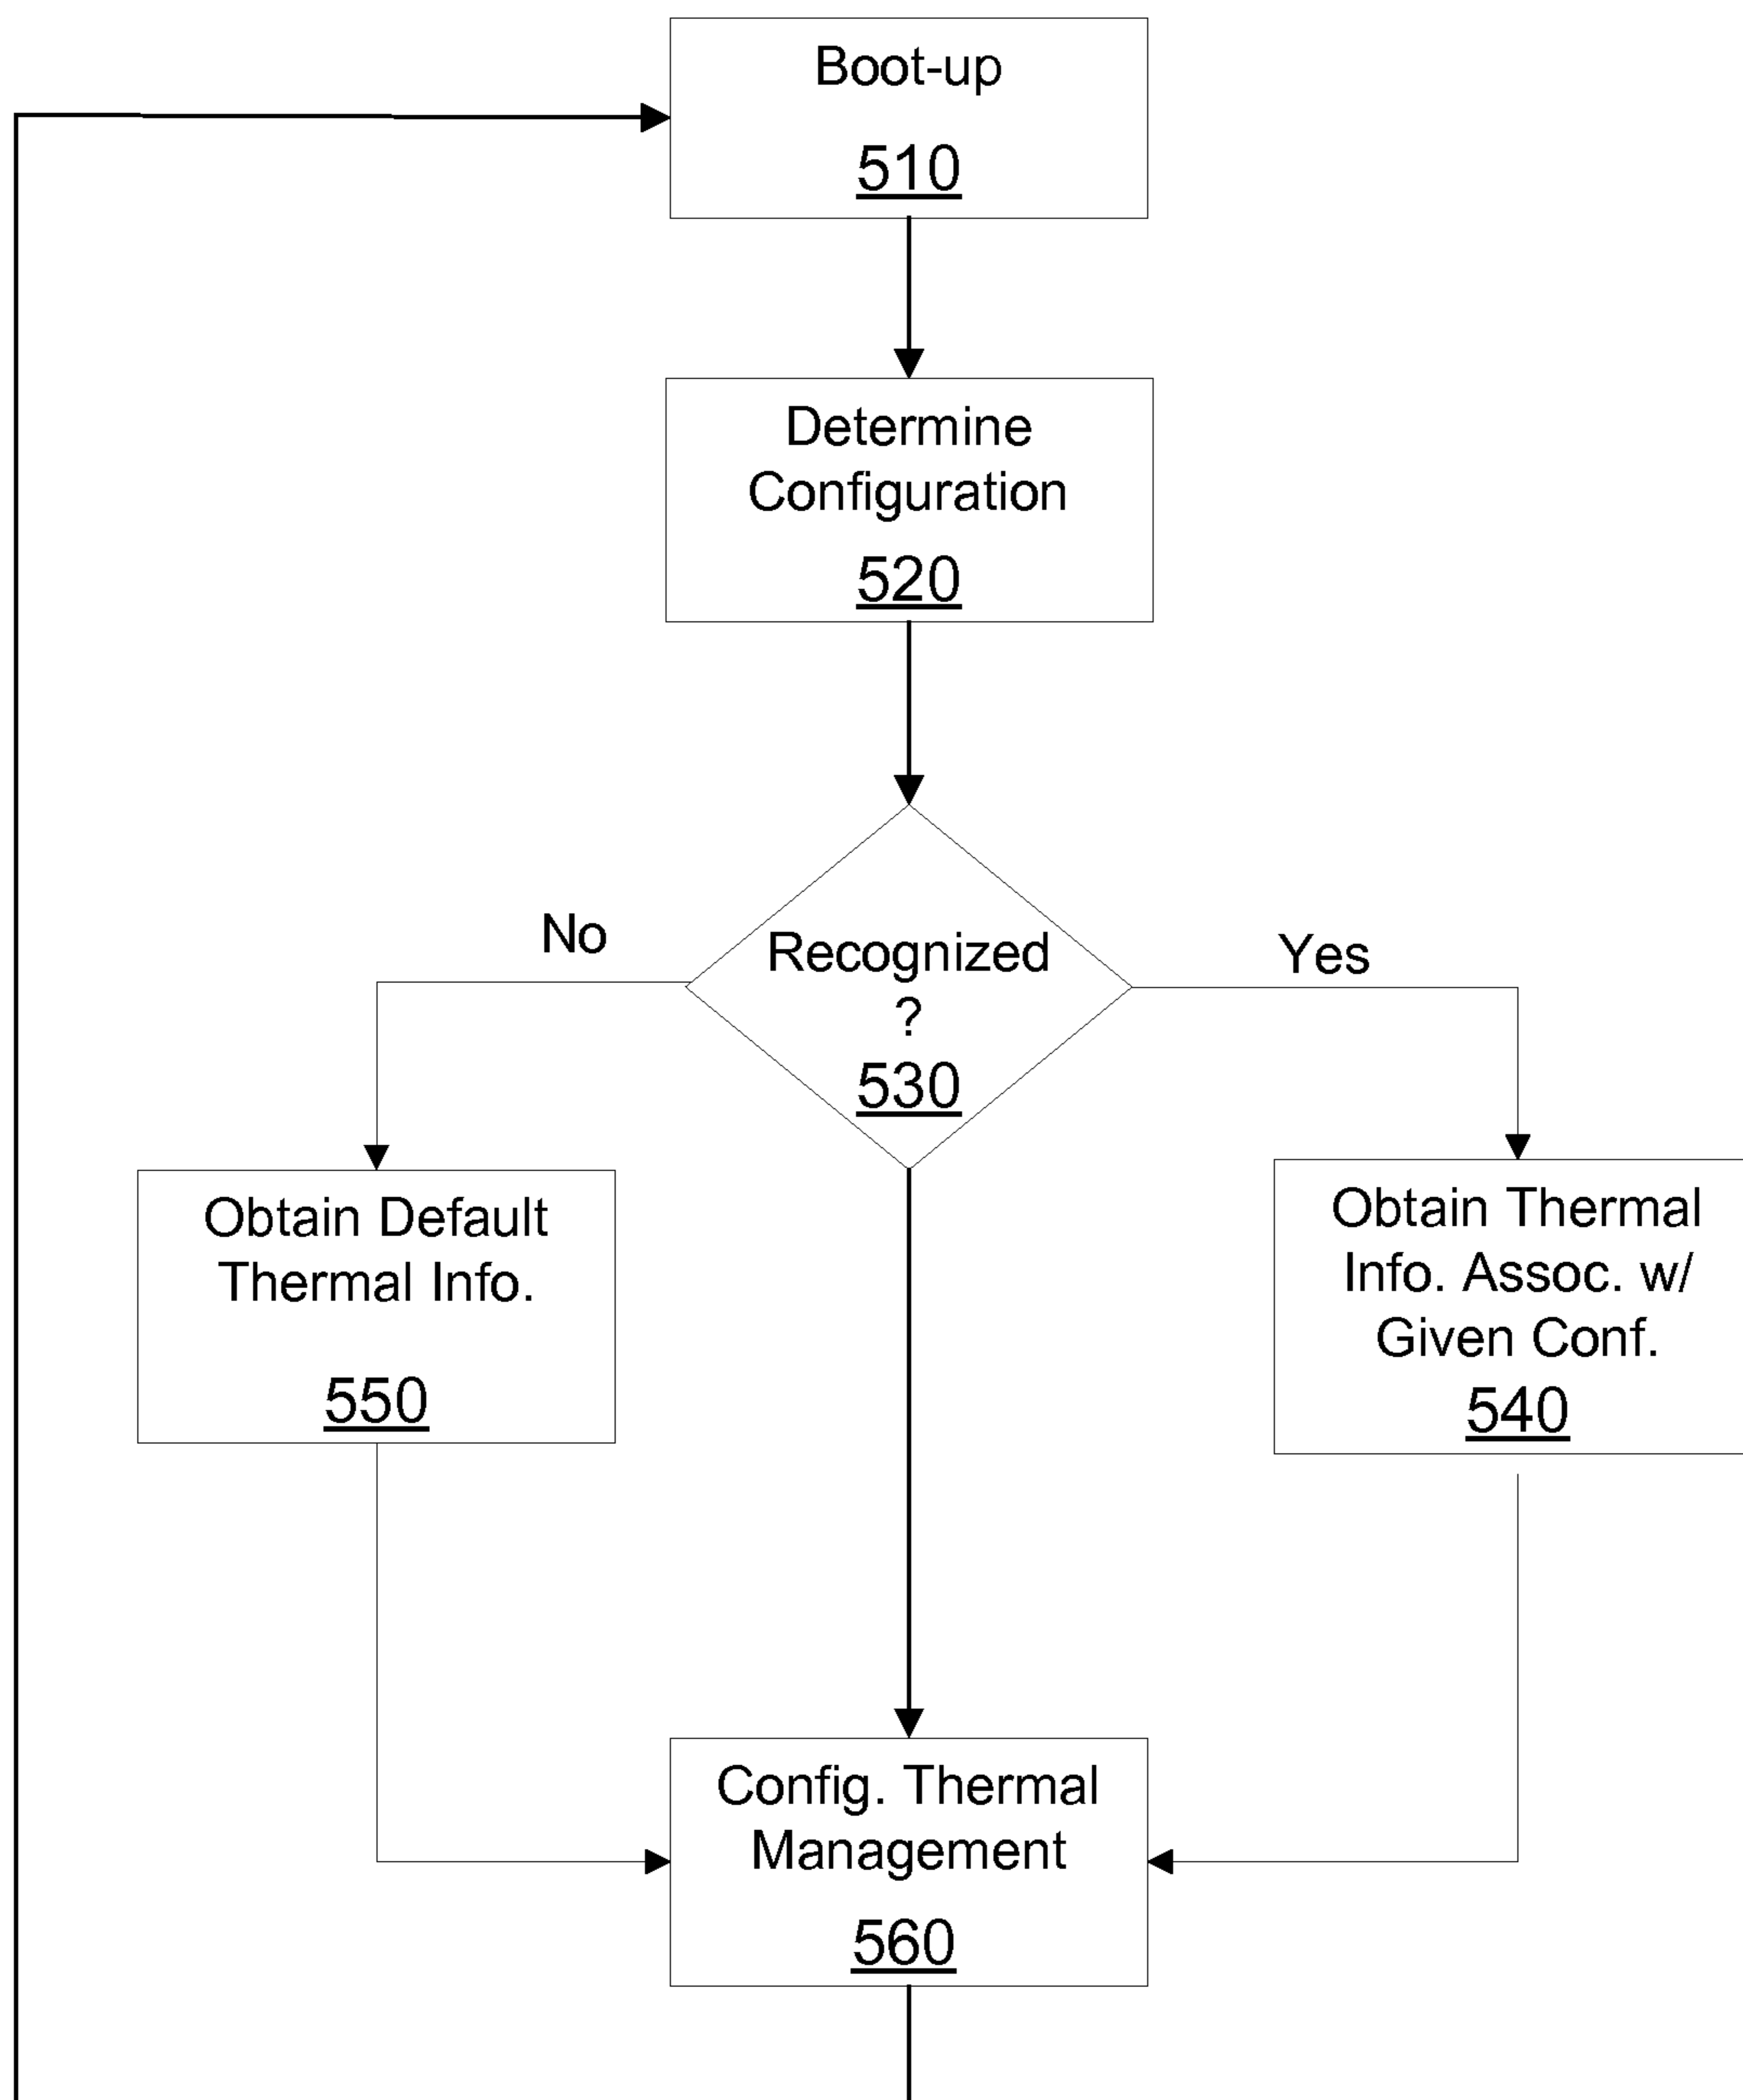 Boot-up
510
Determine
Configuration
520
No
Recognized
?
530
Yes
Obtain Default
Thermal Info.
550
Obtain Thermal
Info. Assoc. w/
Given Conf.
540
Config. Thermal
Management
560